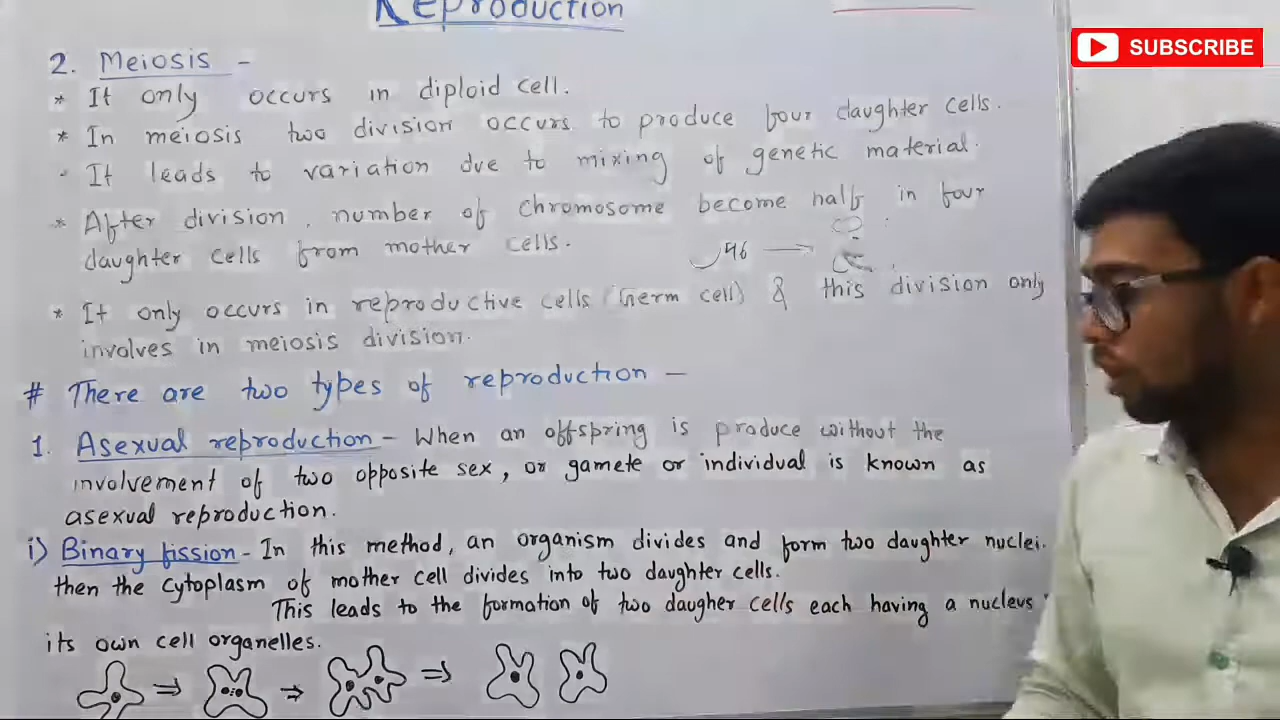 Reproduction
SUBSCRIBE
2. Meiosis -
* It only occurs in diploid cell.
* In meiosis two division occurs to produce four daughter cells.
· It leads to variation due to mixing of genetic material.
* After division, number of chromosome become half in four
daughter cells from mother cells.
46 →
* It only occurs in reproductive cells (Germ cell) & this division only
involves in meiosis division.
# There are two types of reproduction -
1. Asexual reproduction - When an offspring is produce without the
involvement of two opposite sex, or gamete or individual is known as
asexual reproduction.
i) Binary fission - In this method, an organism divides and form two daughter nuclei.
then the cytoplasm of mother cell divides into two daughter cells.
This leads to the formation of two daugher cells each having a nucleus
its own cell organelles.